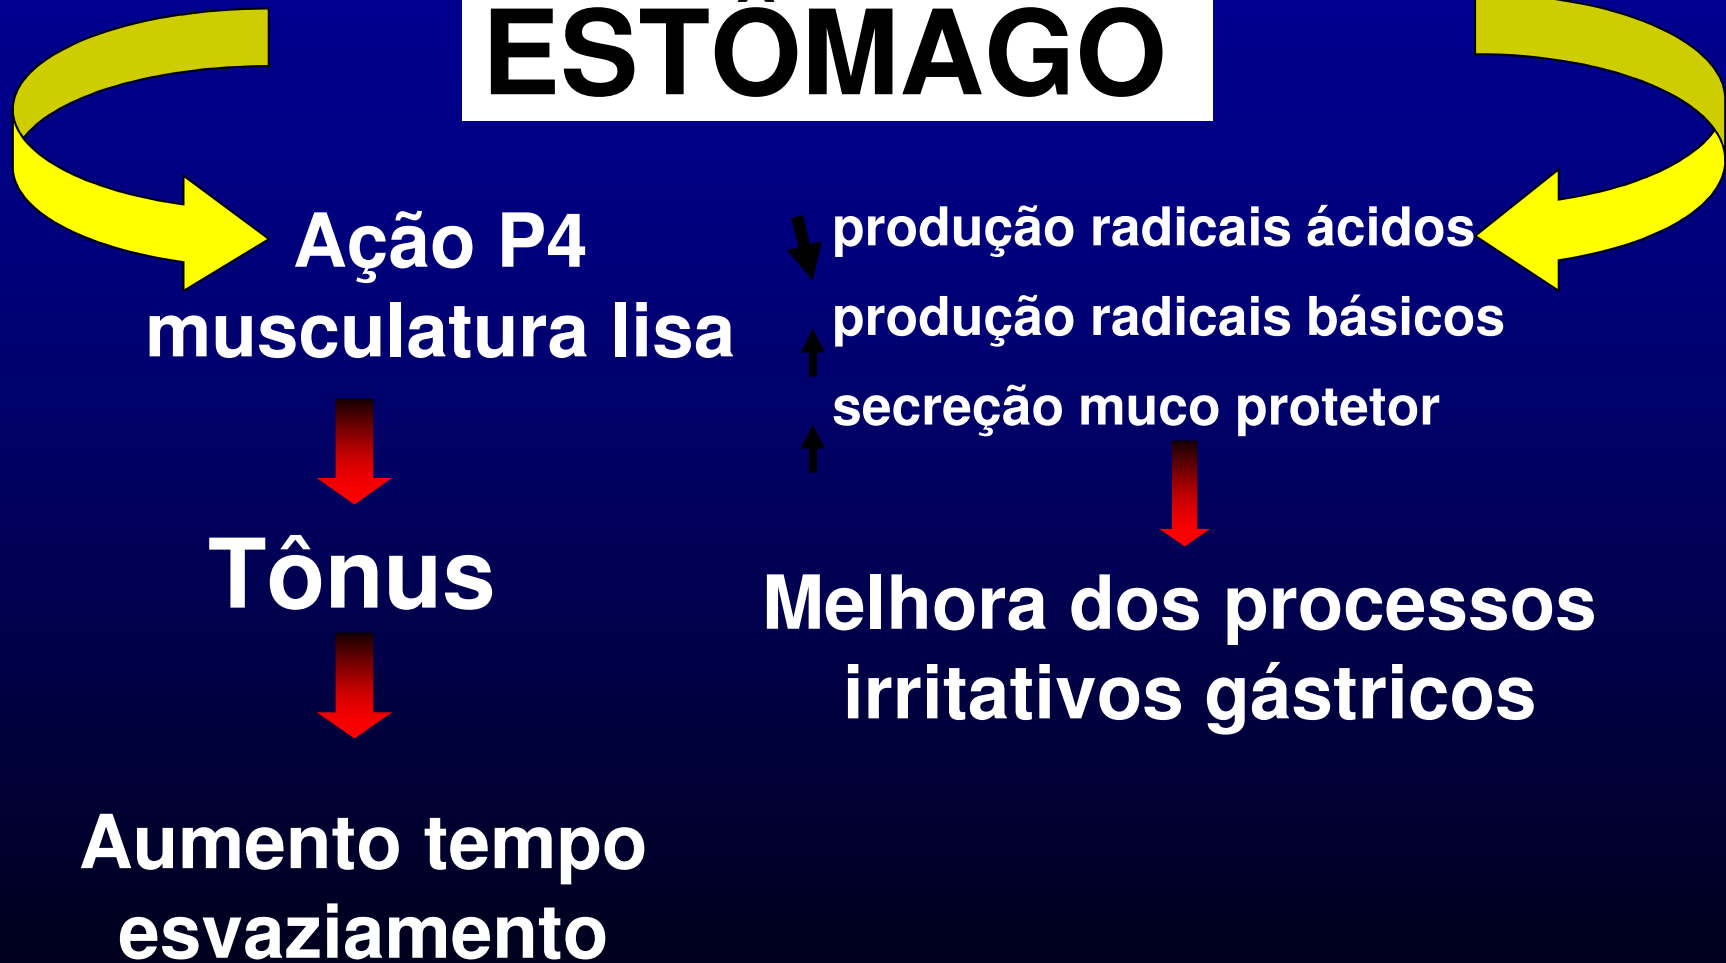 ESTÔMAGO
Ação P4
musculatura lisa
Tônus
Aumento tempo
esvaziamento
produção radicais ácidos
produção radicais básicos
secreção muco protetor
Melhora dos processos
irritativos gástricos